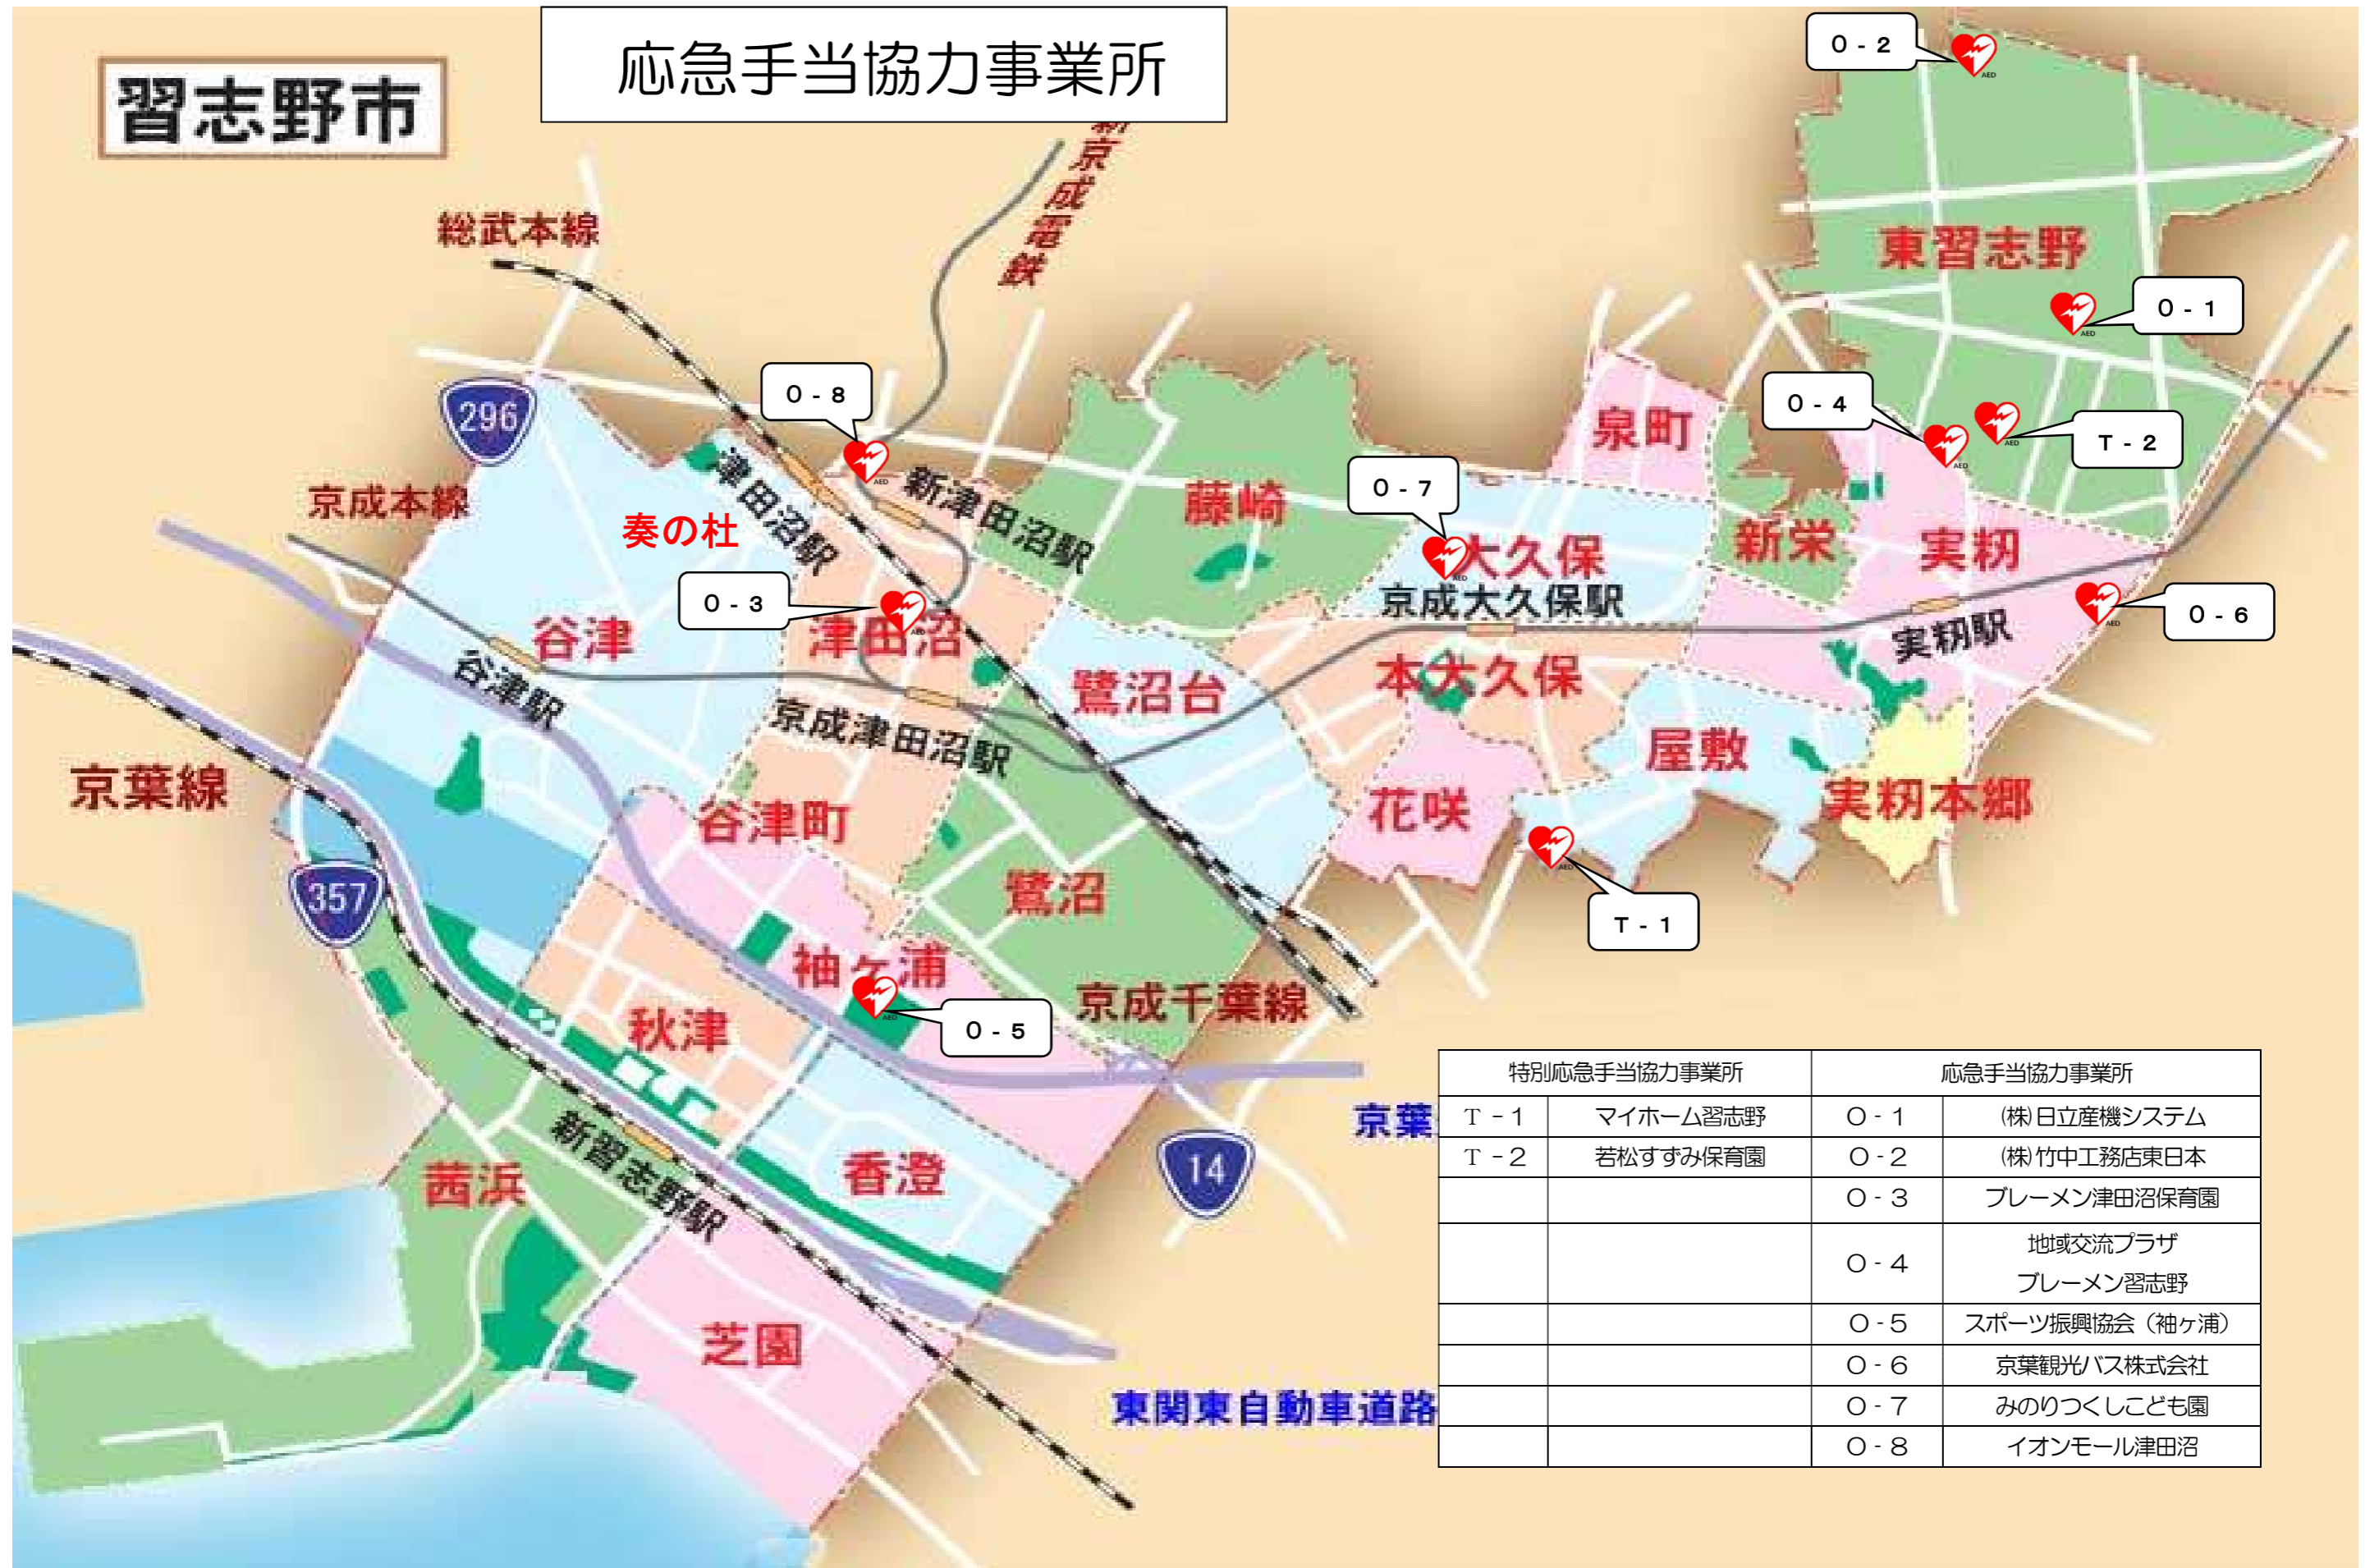 応急手当協力事業所
習志野市
O-2
新京成電鉄
総武本線
東習志野
O-1
O-8
296
泉町
O-4
T-2
津田沼駅
新津田沼駅
藤崎
O-7
京成本線
奏の杜
大久保
新栄
実籾
京成大久保駅
O-3
谷津
津田沼
O-6
実籾駅
谷津駅
鷺沼台
本大久保
京成津田沼駅
屋敷
京葉線
谷津町
花咲
実籾本郷
357
鷺沼
T-1
袖ヶ浦
京成千葉線
秋津
O-5
京葉
14
新習志野駅
茜浜
香澄
芝園
東関東自動車道路
特別応急手当協力事業所 応急手当協力事業所
T-1 マイホーム習志野 O-1 (株)日立産機システム
T-2 若松すずみ保育園 O-2 (株)竹中工務店東日本
O-3 ブレーメン津田沼保育園
O-4 地域交流プラザ
ブレーメン習志野
O-5 スポーツ振興協会（袖ヶ浦）
O-6 京葉観光バス株式会社
O-7 みのりつくしこども園
O-8 イオンモール津田沼